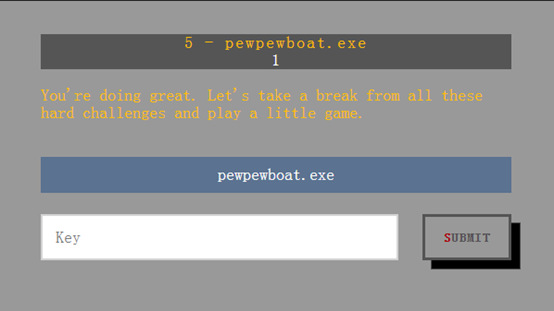 5 - pewpewboat.exe
1
You're doing great. Let's take a break from all these
hard challenges and play a little game.
pewpewboat.exe
Key
SUBMIT